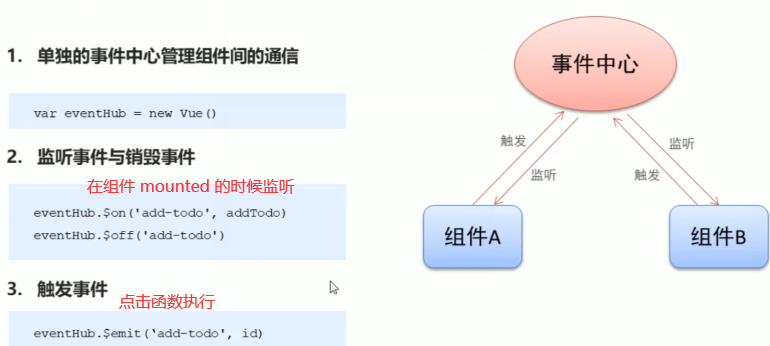 1. 单独的事件中心管理组件间的通信
var eventHub = new Vue()
2. 监听事件与销毁事件
在组件 mounted 的时候监听
eventHub.$on('add-todo', addTodo)
eventHub.$off('add-todo')
3. 触发事件
点击函数执行
eventHub.$emit(‘add-todo', id)
事件中心
触发
监听
监听
触发
组件A
组件B